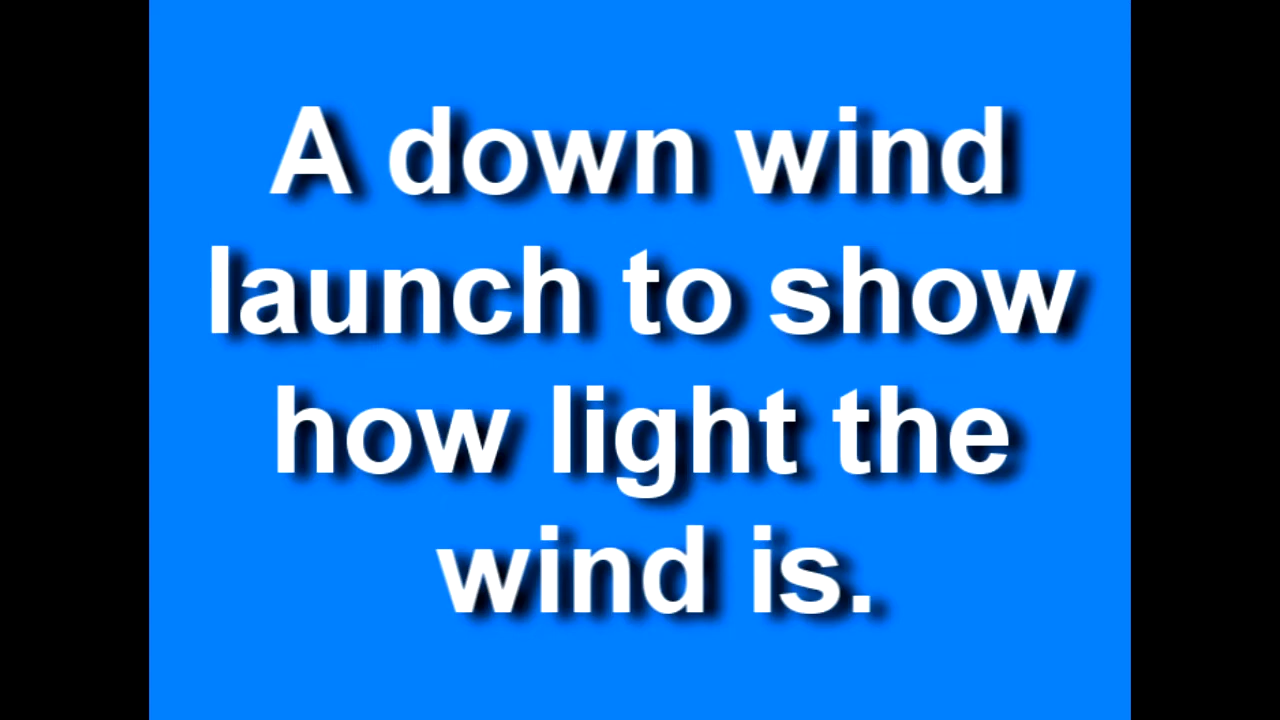 A down wind
launch to show
how light the
wind is.